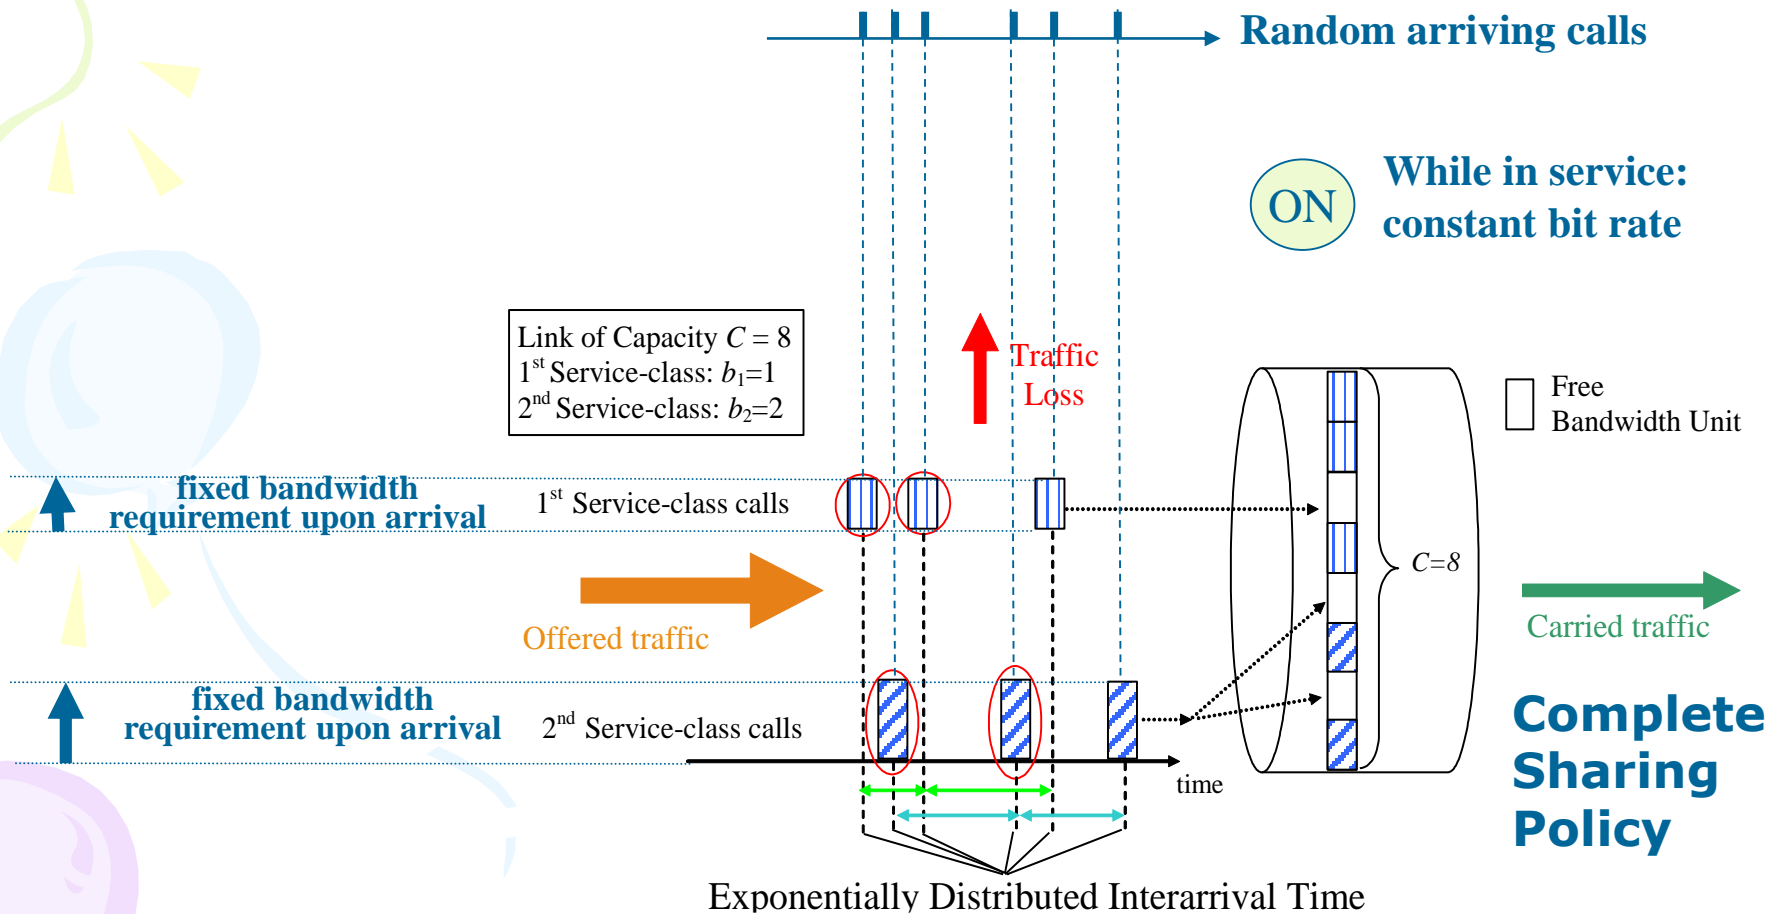 Random arriving calls
ON
While in service:
constant bit rate
Link of Capacity C = 8
1st Service-class: b1=1
2nd Service-class: b2=2
Traffic
Loss
Free
Bandwidth Unit
fixed bandwidth
requirement upon arrival
1st Service-class calls
C=8
Offered traffic
Carried traffic
fixed bandwidth
requirement upon arrival
2nd Service-class calls
time
Complete
Sharing
Policy
Exponentially Distributed Interarrival Time